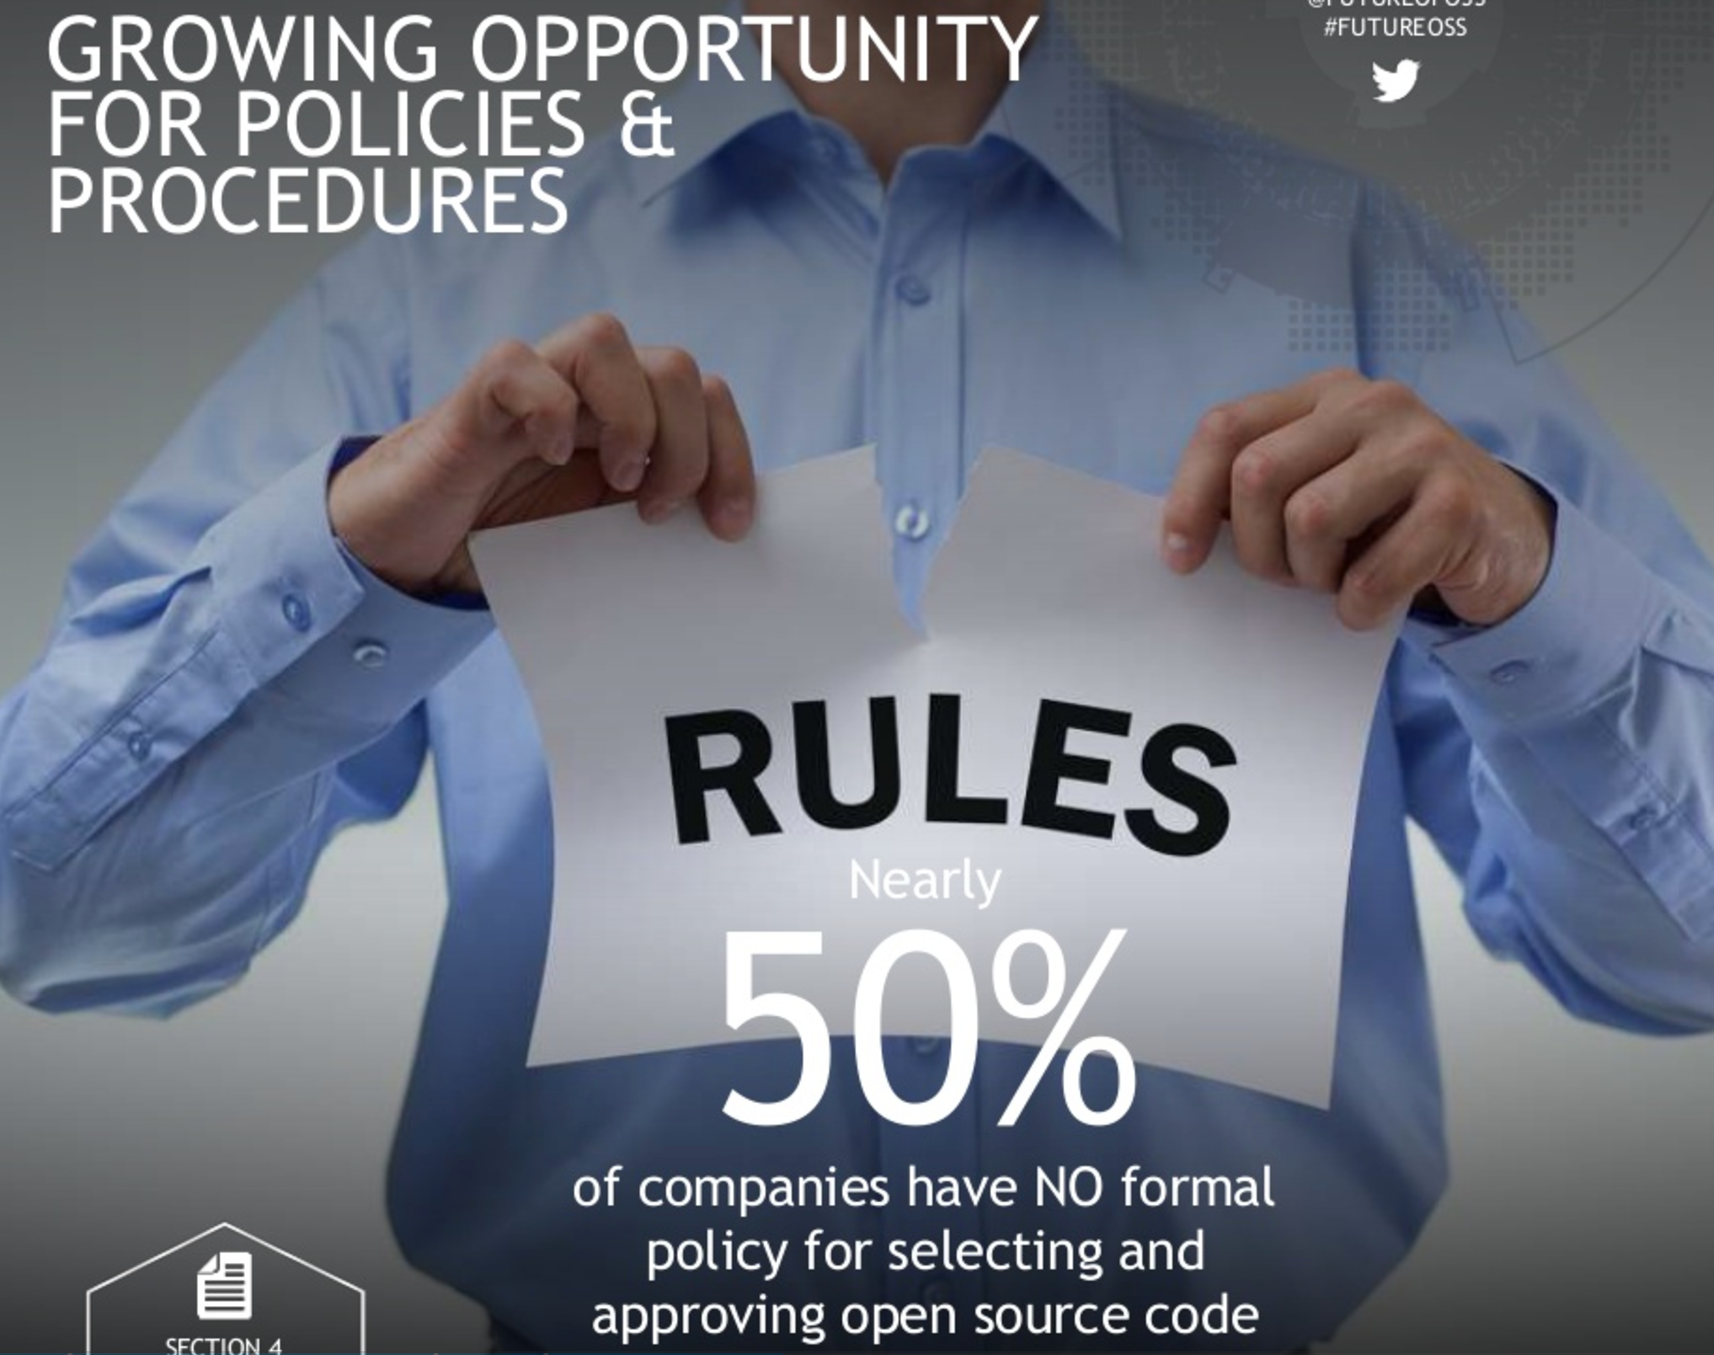 GROWING OPPORTUNITY
FOR POLICIES &
PROCEDURES
@FUTUREOFOSS
#FUTUREOSS
RULES
Nearly
50%
of companies have NO formal
policy for selecting and
approving open source code
SECTION 4